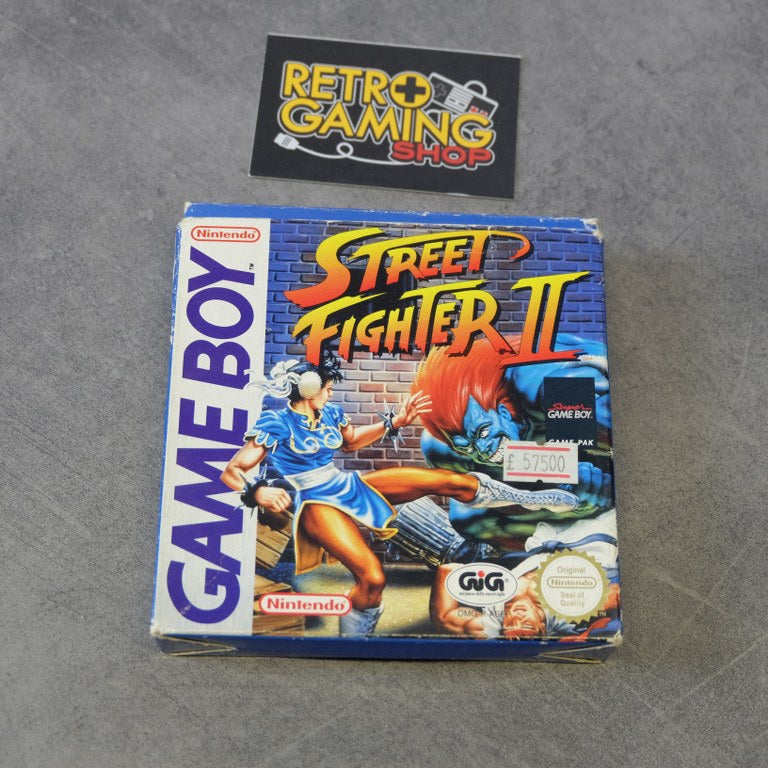 RETRO
GAMING
SHOP
Nintendo
GAME BOY
TM
STREET
FIGHTER II
Super
GAME BOY
GAME PAK
£ 57500
GiG
Nintendo
Original
Nintendo
Seal of
Quality